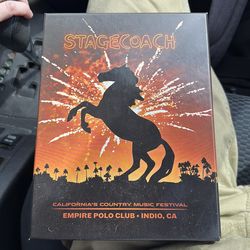 STAGECOACH
CALIFORNIA'S COUNTRY MUSIC FESTIVAL
EMPIRE POLO CLUB • INDIO, CA